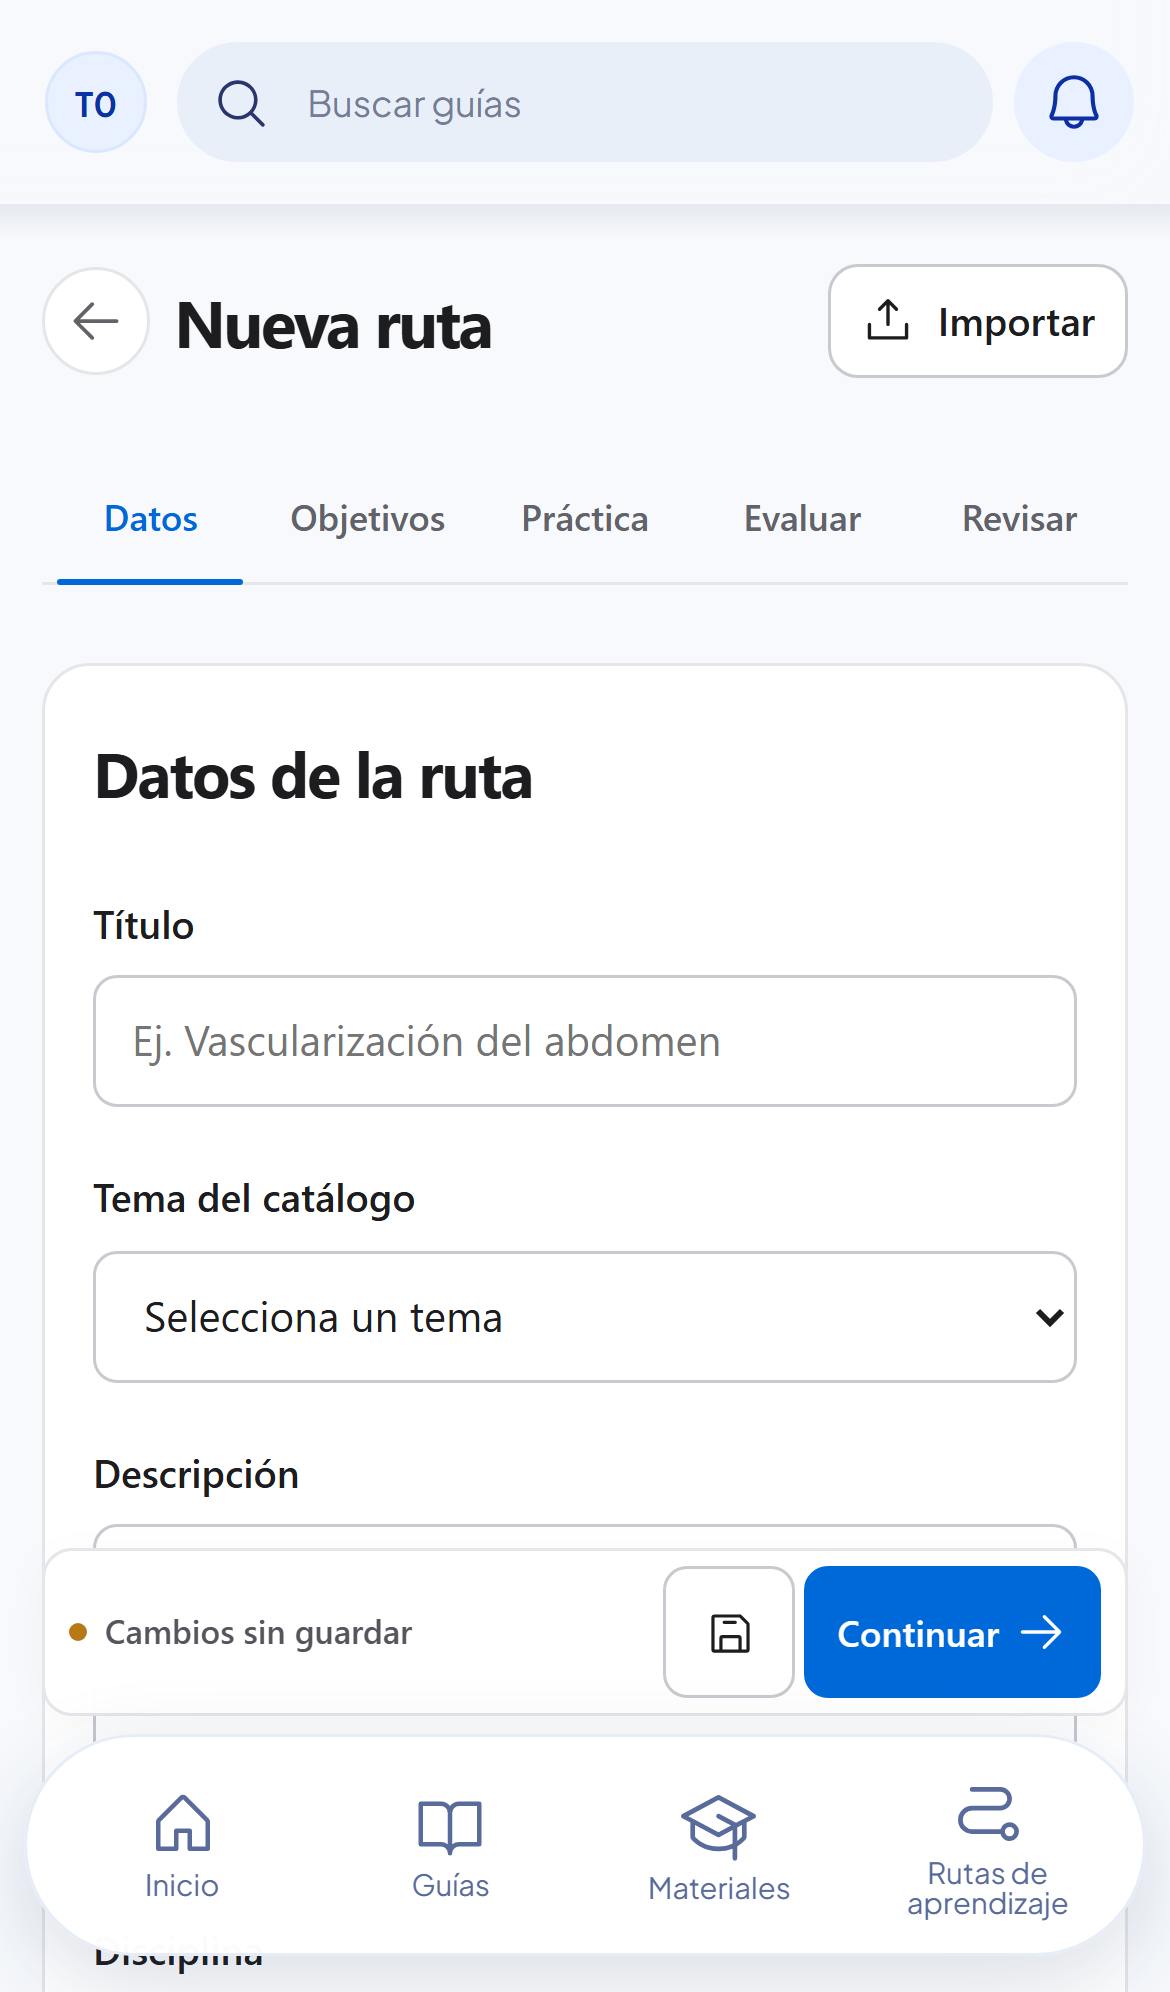 TO
Buscar guías
Nueva ruta
Importar
Datos
Objetivos
Práctica
Evaluar
Revisar
Datos de la ruta
Título
Ej. Vascularización del abdomen
Tema del catálogo
Selecciona un tema
Descripción
Cambios sin guardar
Continuar
Inicio
Guías
Materiales
Rutas de
aprendizaje
Disciplina